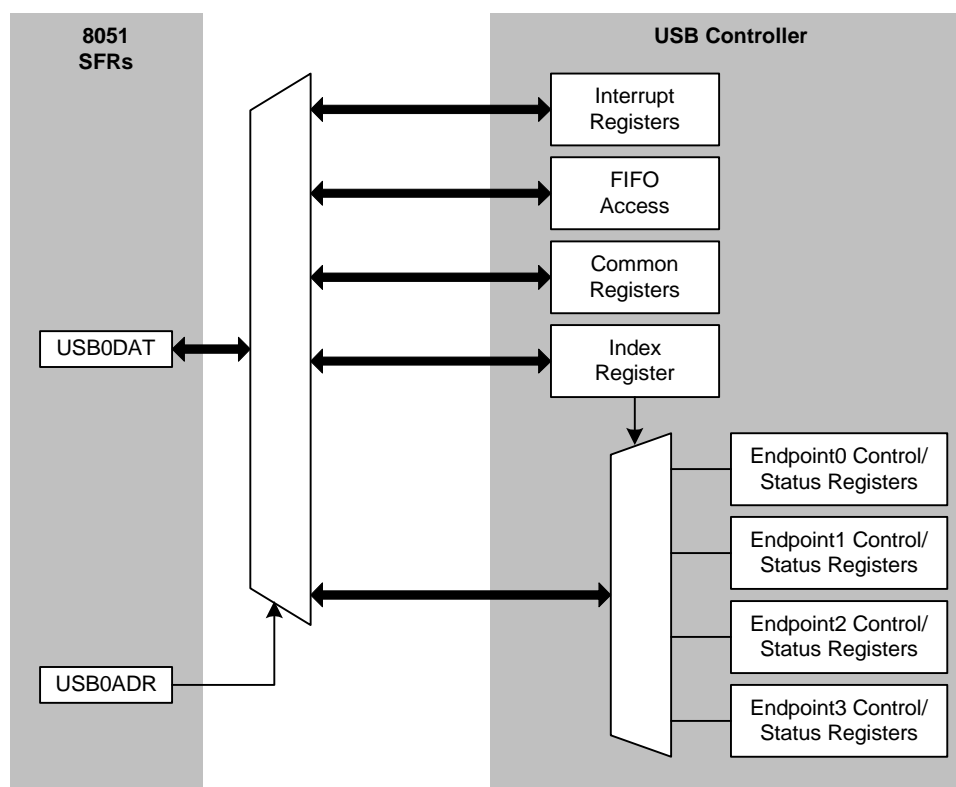 8051
SFRs
USB Controller
Interrupt
Registers
FIFO
Access
Common
Registers
USB0DAT
Index
Register
Endpoint0 Control/
Status Registers
Endpoint1 Control/
Status Registers
Endpoint2 Control/
Status Registers
USB0ADR
Endpoint3 Control/
Status Registers